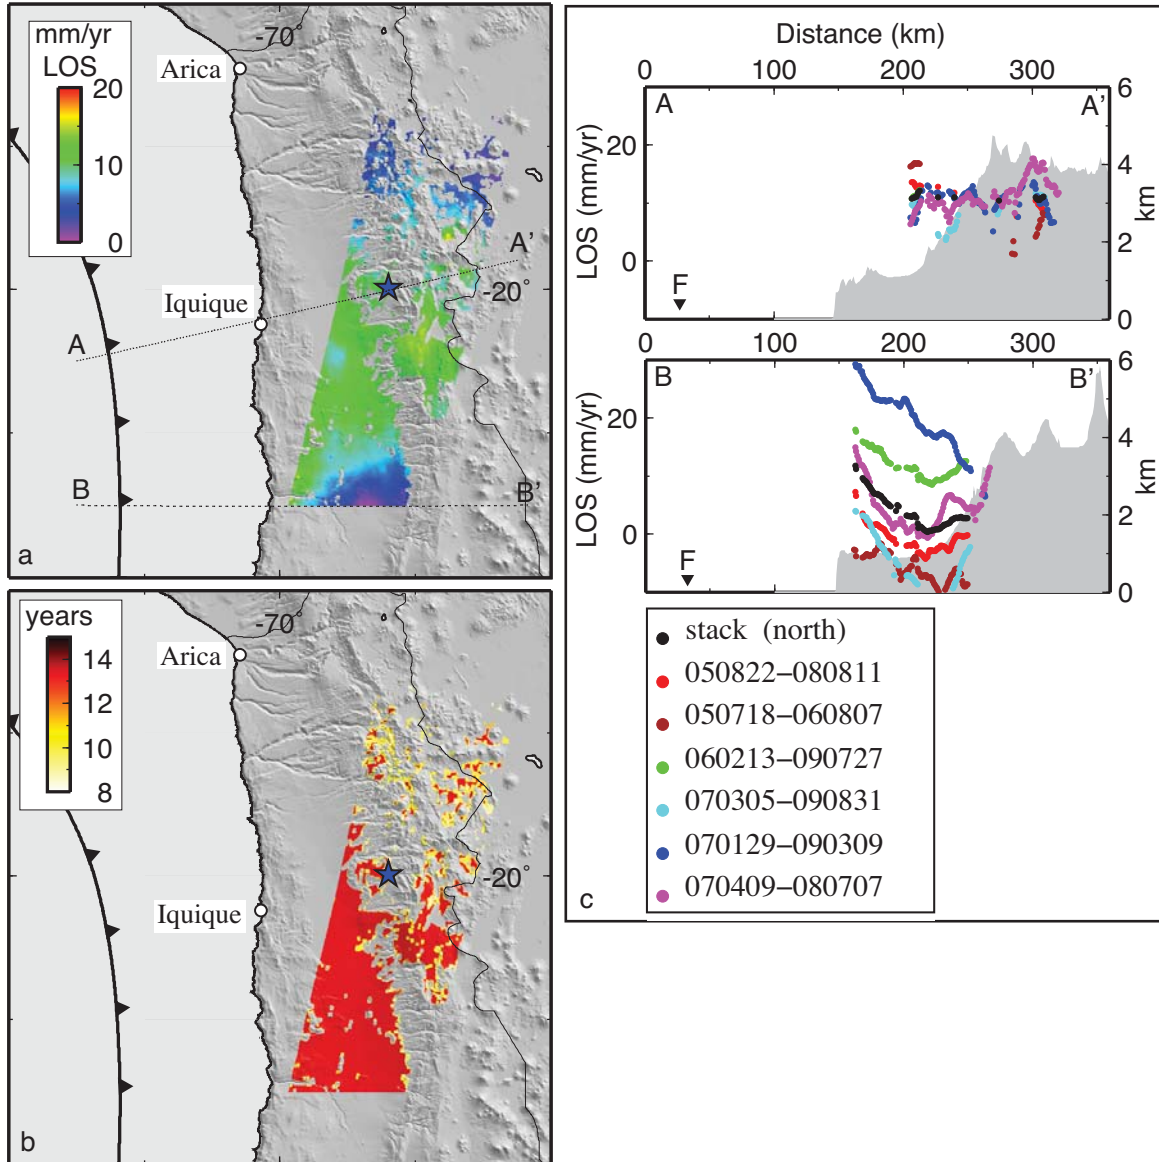 mm/yr
LOS
20
10
0
-70°
Arica
A'
-20°
Iquique
A
B
B'
a
years
14
12
10
8
-70°
Arica
-20°
Iquique
b
Distance (km)
0 100 200 300
A A'
6
4
2
0
km
20
0
LOS (mm/yr)
F
0 100 200 300
B B'
6
4
2
0
km
20
0
LOS (mm/yr)
F
stack (north)
050822–080811
050718–060807
060213–090727
070305–090831
070129–090309
070409–080707
c